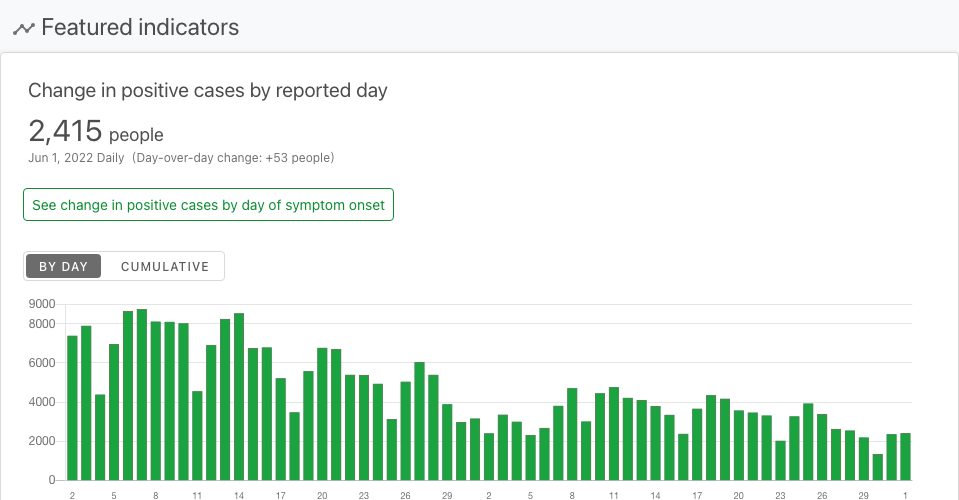 Featured indicators
Change in positive cases by reported day
2,415 people
Jun 1, 2022 Daily (Day-over-day change: +53 people)
See change in positive cases by day of symptom onset
BY DAY CUMULATIVE
9000
8000
6000
4000
2000
0
2 5 8 11 14 17 20 23 26 29 2 5 8 11 14 17 20 23 26 29 1